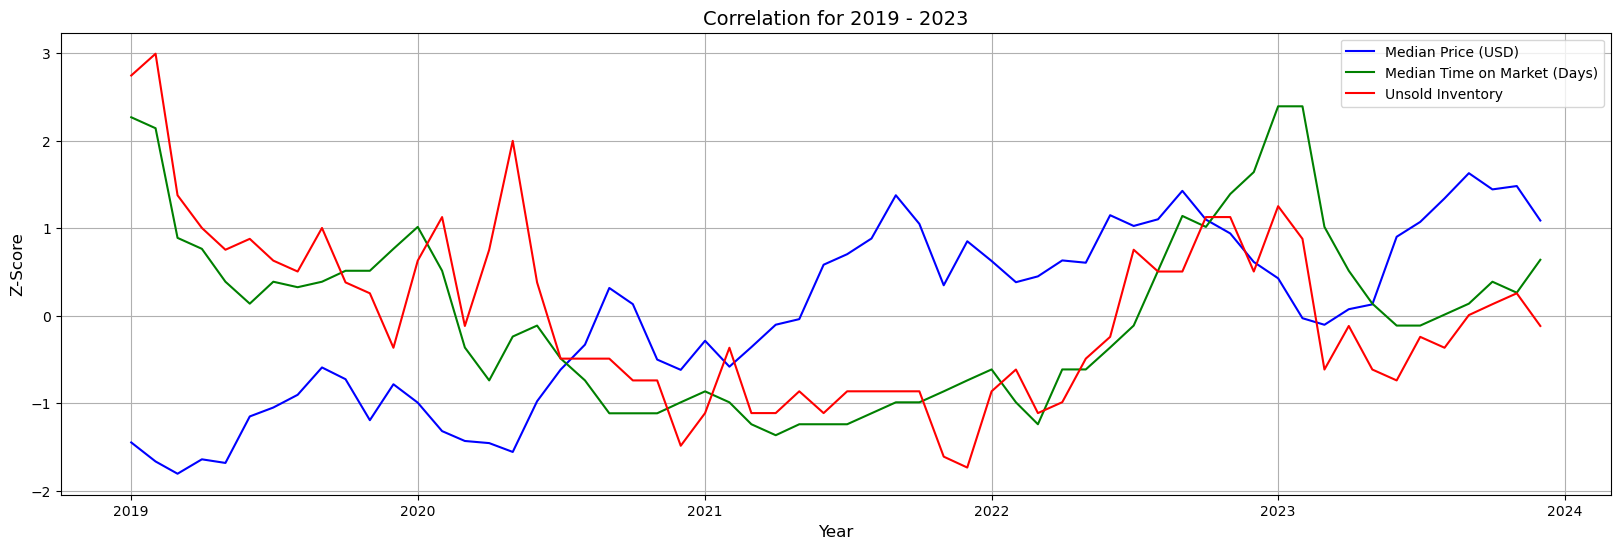 Correlation for 2019 - 2023
Median Price (USD)
Median Time on Market (Days)
Unsold Inventory
Z-Score
3
2
1
0
−1
−2
2019
2020
2021
2022
2023
2024
Year